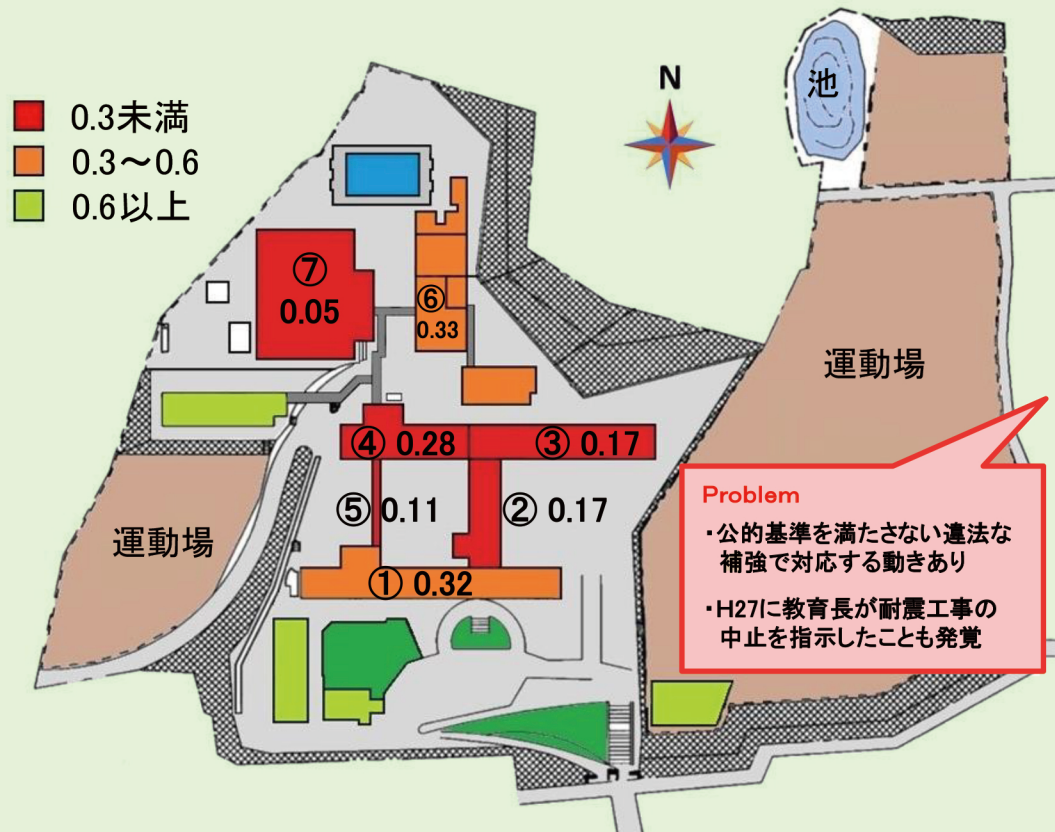 N
池
0.3未満
0.3～0.6
0.6以上
⑦
0.05
⑥
0.33
運動場
④ 0.28
③ 0.17
⑤ 0.11
② 0.17
運動場
① 0.32
Problem
・公的基準を満たさない違法な
補強で対応する動きあり
・H27に教育長が耐震工事の
中止を指示したことも発覚